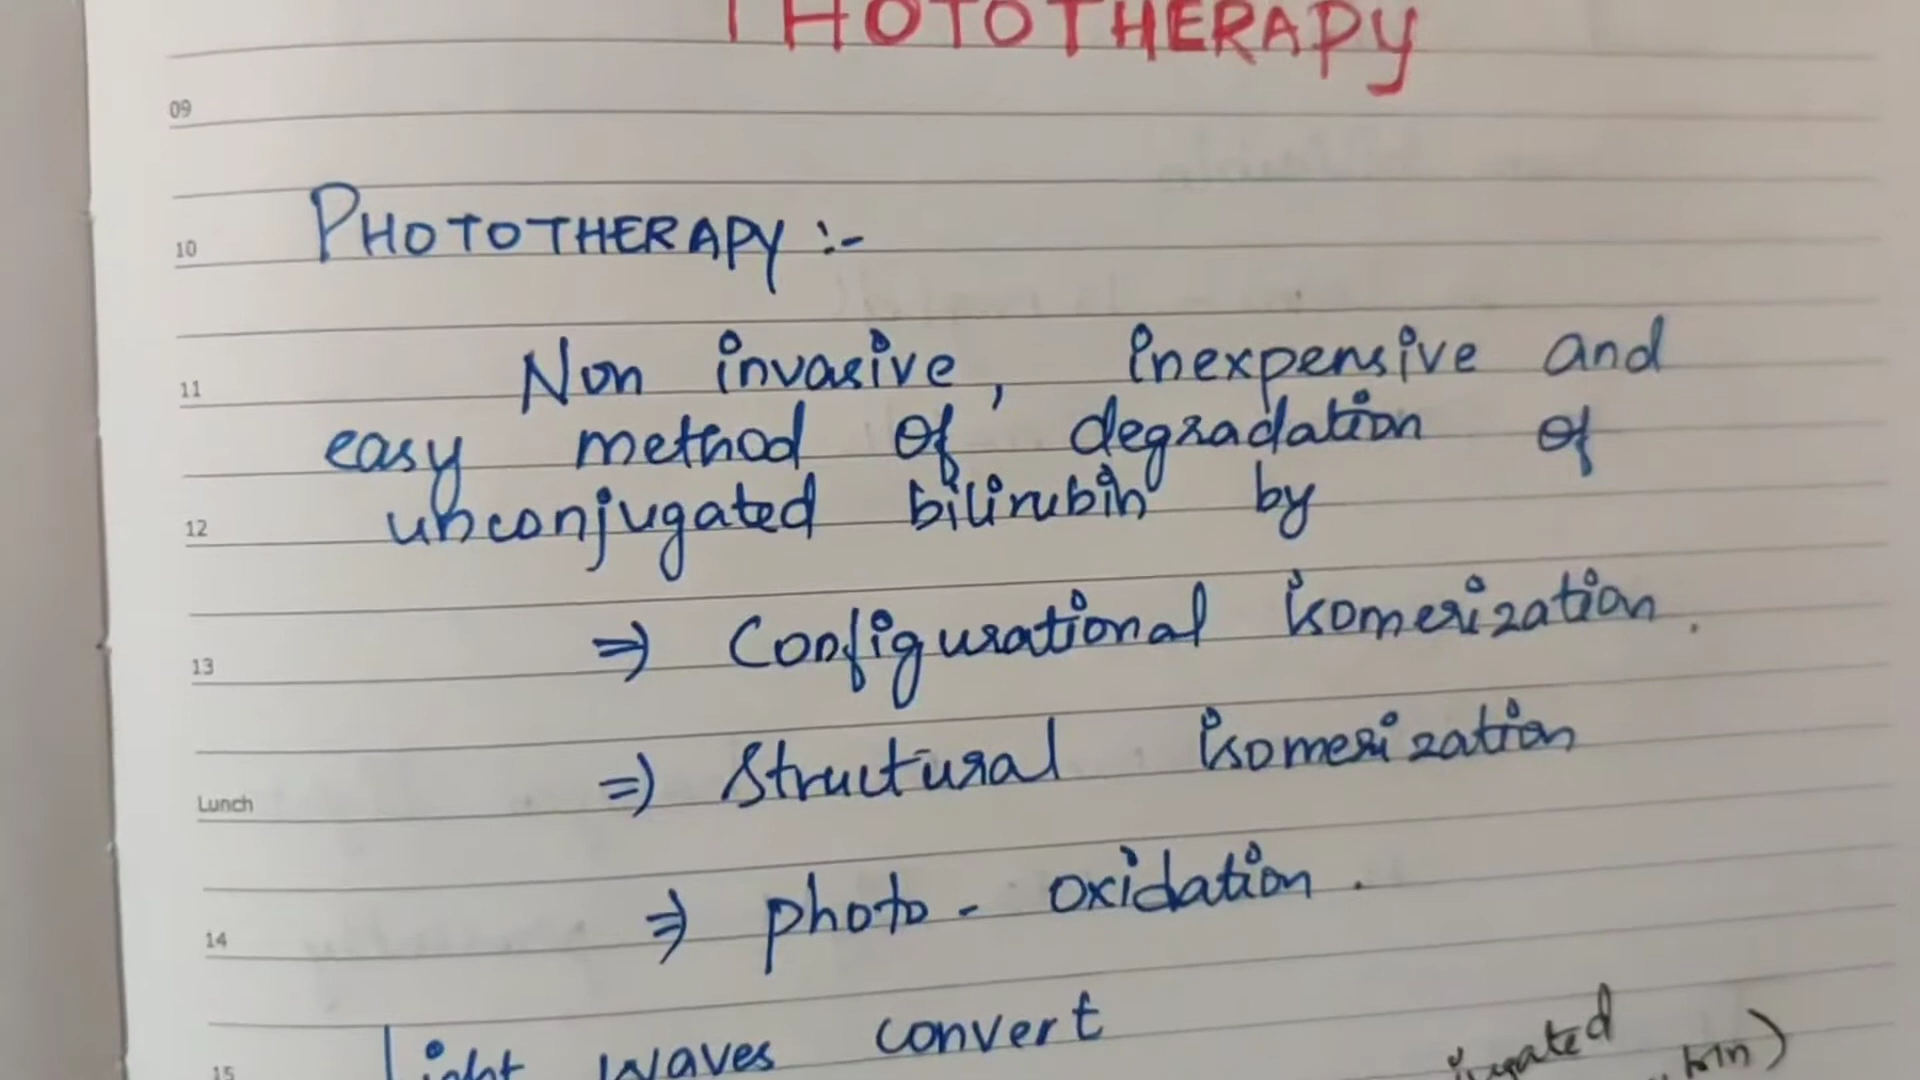 PHOTOTHERAPY
09
10 PHOTOTHERAPY :-
11 Non invasive, inexpensive and
easy method of degradation of
12 unconjugated bilirubin by
⇒ Configurational isomerization.
13
⇒ Structural isomerization
Lunch
⇒ photo - oxidation.
14
Light waves convert
15